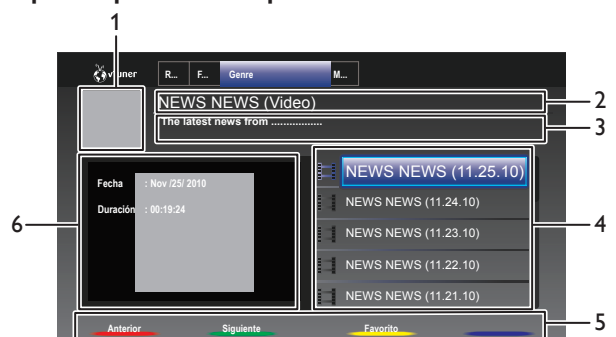 1
vTuner R... F... Genre M...
NEWS NEWS (Video) 2
The latest news from ................. 3
Fecha : Nov /25/ 2010
Duración : 00:19:24
6
NEWS NEWS (11.25.10)
NEWS NEWS (11.24.10)
4
NEWS NEWS (11.23.10)
NEWS NEWS (11.22.10)
NEWS NEWS (11.21.10)
Anterior Siguiente Favorito 5